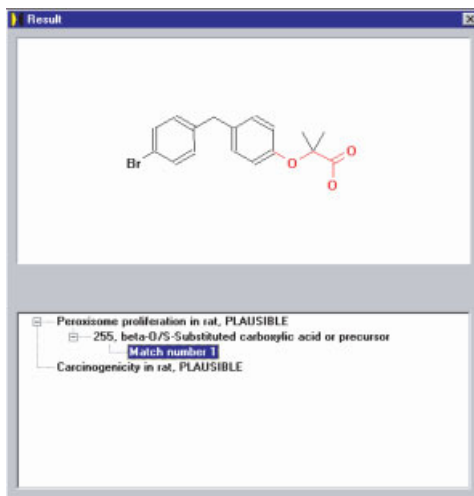 Result
Br
O
O
O
Peroxisome proliferation in rat, PLAUSIBLE
255, beta-O/S-Substituted carboxylic acid or precursor
Match number 1
Carcinogenicity in rat, PLAUSIBLE